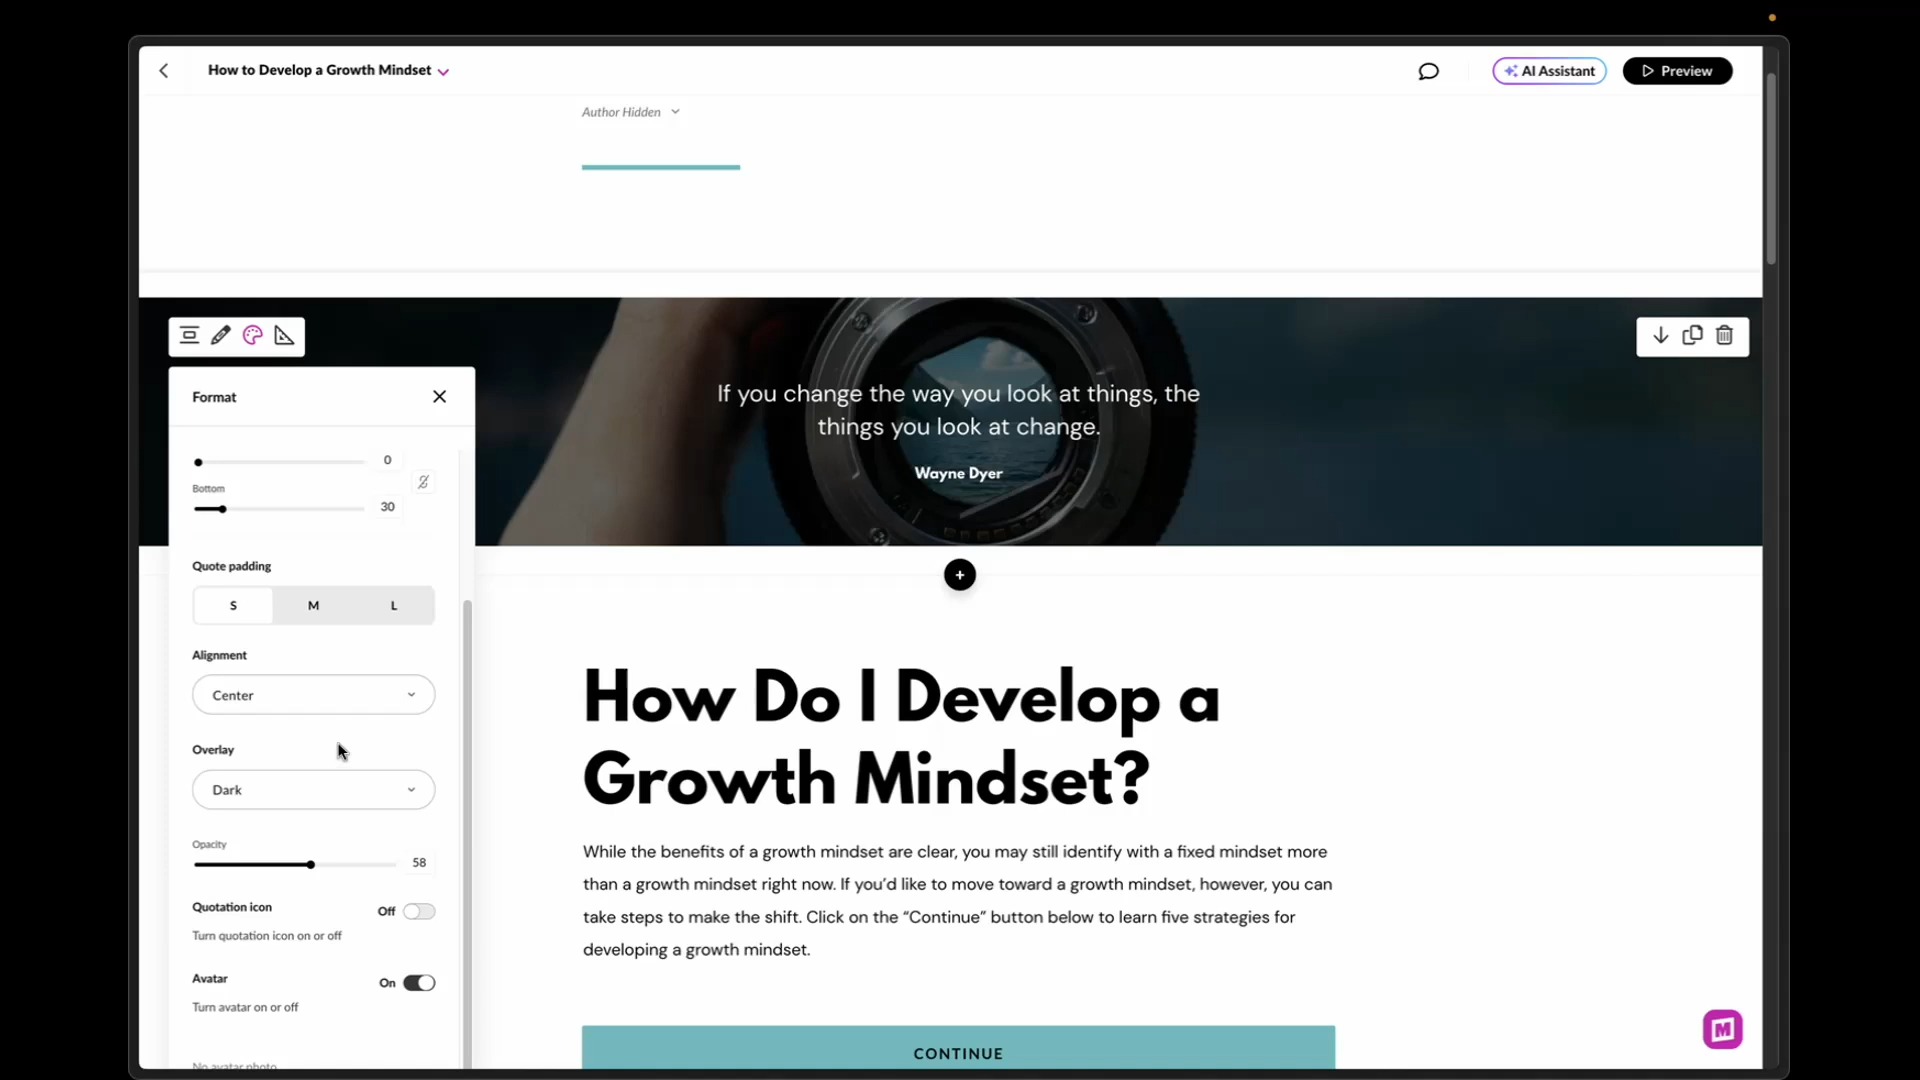 How to Develop a Growth Mindset
AI Assistant
Preview
Author Hidden
If you change the way you look at things, the
things you look at change.
Wayne Dyer
Format
0
Bottom
30
Quote padding
S M L
Alignment
Center
Overlay
Dark
Opacity
58
Quotation icon
Off
Turn quotation icon on or off
Avatar
On
Turn avatar on or off
No avatar photo
How Do I Develop a
Growth Mindset?
While the benefits of a growth mindset are clear, you may still identify with a fixed mindset more
than a growth mindset right now. If you’d like to move toward a growth mindset, however, you can
take steps to make the shift. Click on the “Continue” button below to learn five strategies for
developing a growth mindset.
CONTINUE
M